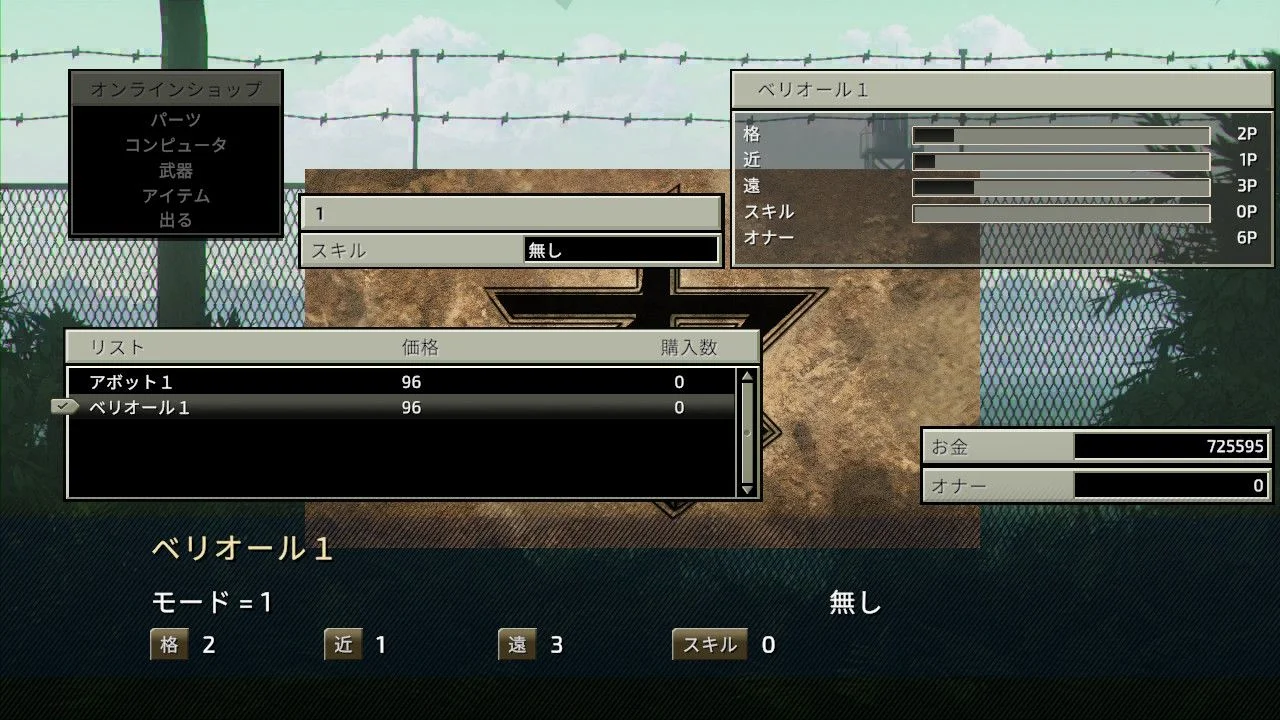 オンラインショップ
パーツ
コンピュータ
武器
アイテム
出る
1
スキル 無し
ベリオール1
格 2P
近 1P
遠 3P
スキル 0P
オナー 6P
リスト 価格 購入数
アボット1 96 0
ベリオール1 96 0
お金 725595
オナー 0
ベリオール1
モード = 1 無し
格 2 近 1 遠 3 スキル 0